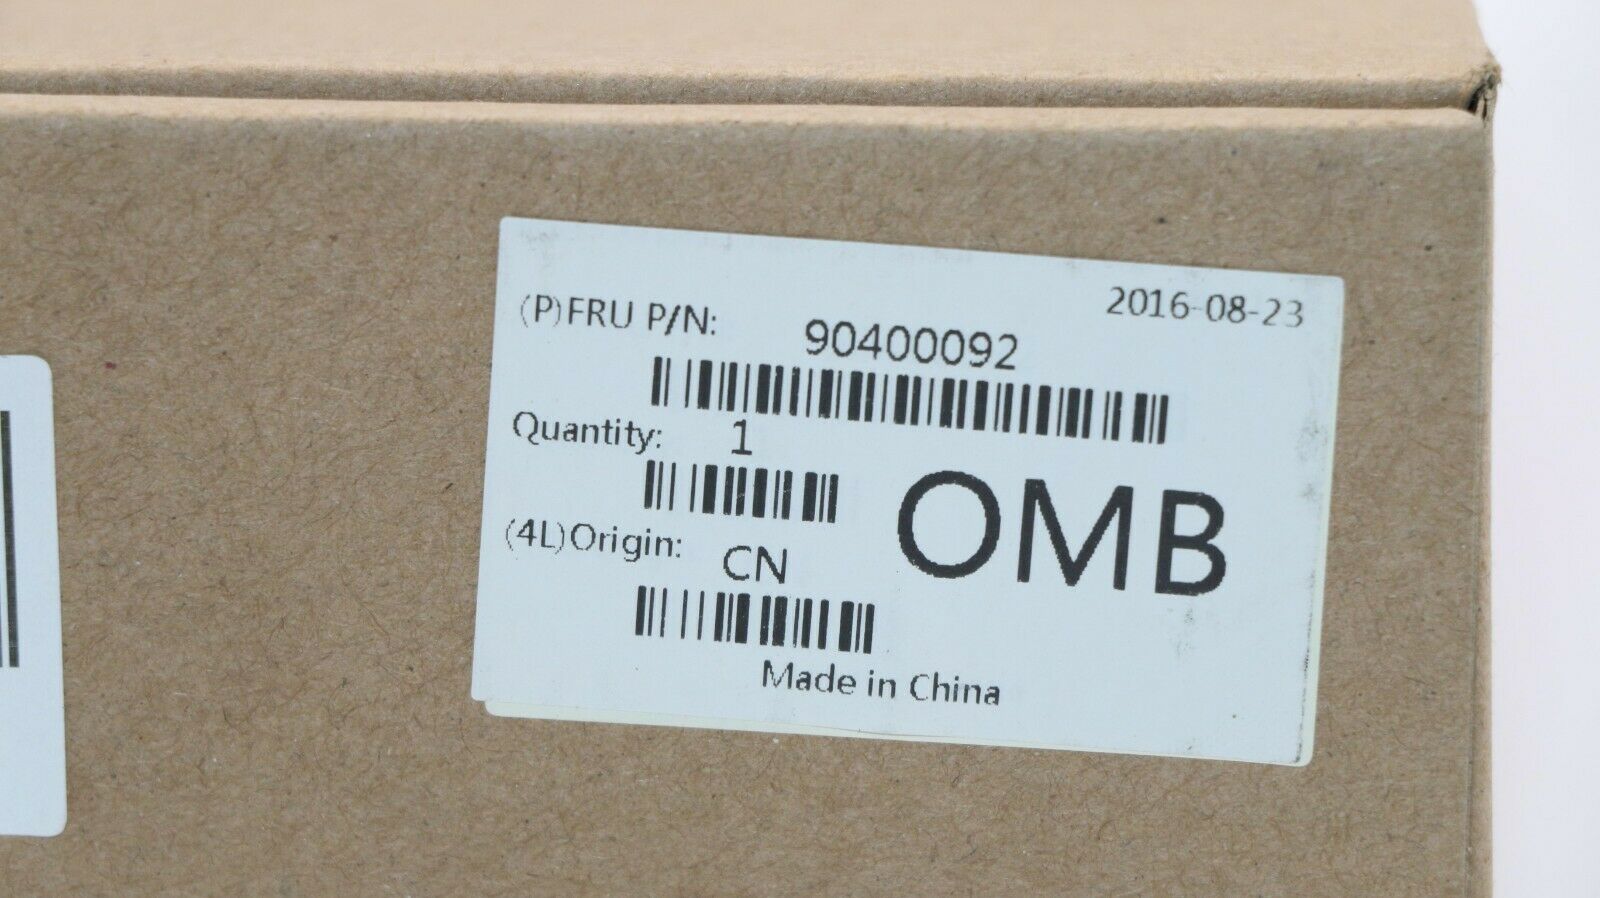 2016-08-23
(P)FRU P/N: 90400092
Quantity: 1
OMB
(4L)Origin: CN
Made in China